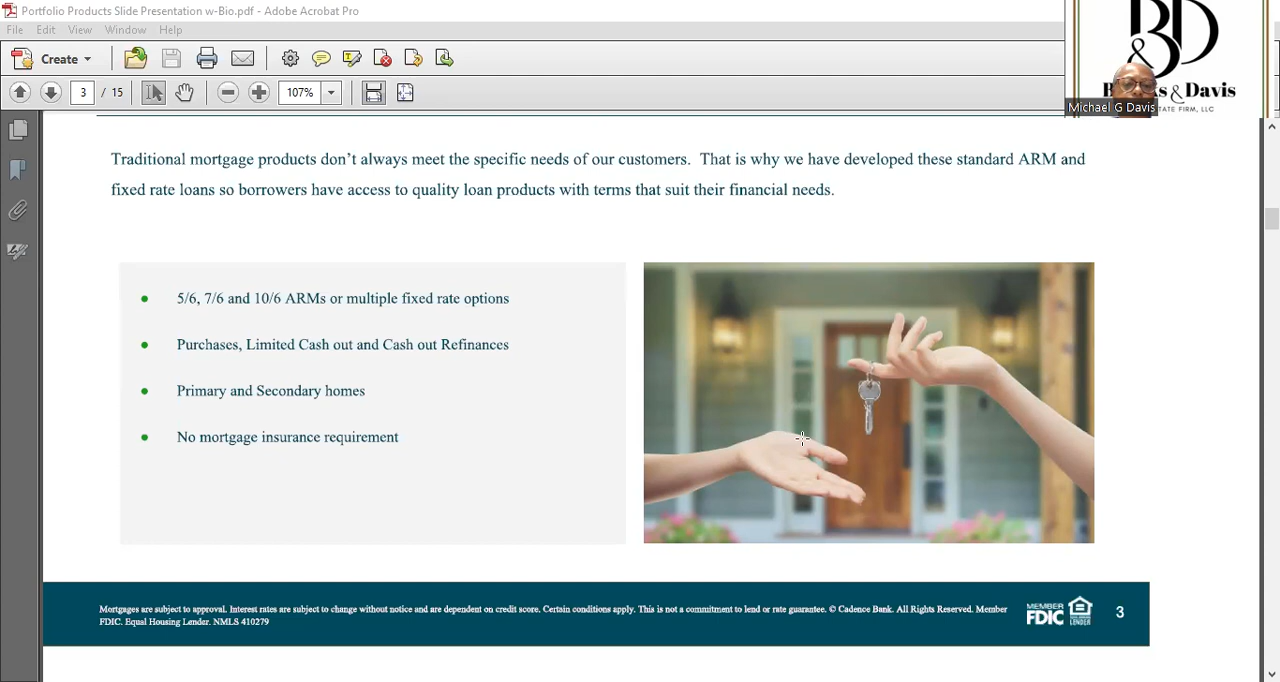 Portfolio Products Slide Presentation w-Bio.pdf - Adobe Acrobat Pro
File Edit View Window Help
Create
3 / 15 107%
B&D
&Davis
Michael G Davis
LLC
Traditional mortgage products don’t always meet the specific needs of our customers. That is why we have developed these standard ARM and
fixed rate loans so borrowers have access to quality loan products with terms that suit their financial needs.
5/6, 7/6 and 10/6 ARMs or multiple fixed rate options
Purchases, Limited Cash out and Cash out Refinances
Primary and Secondary homes
No mortgage insurance requirement
Mortgages are subject to approval. Interest rates are subject to change without notice and are dependent on credit score. Certain conditions apply. This is not a commitment to lend or rate guarantee. © Cadence Bank. All Rights Reserved. Member
FDIC. Equal Housing Lender. NMLS 410279
MEMBER
FDIC
LENDER
3